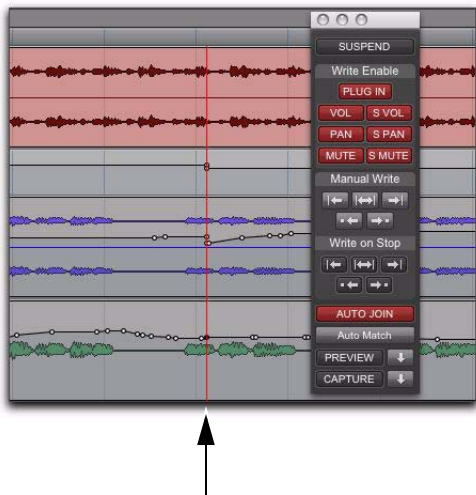 SUSPEND
Write Enable
PLUG IN
VOL S VOL
PAN S PAN
MUTE S MUTE
Manual Write
Write on Stop
AUTO JOIN
Auto Match
PREVIEW
CAPTURE